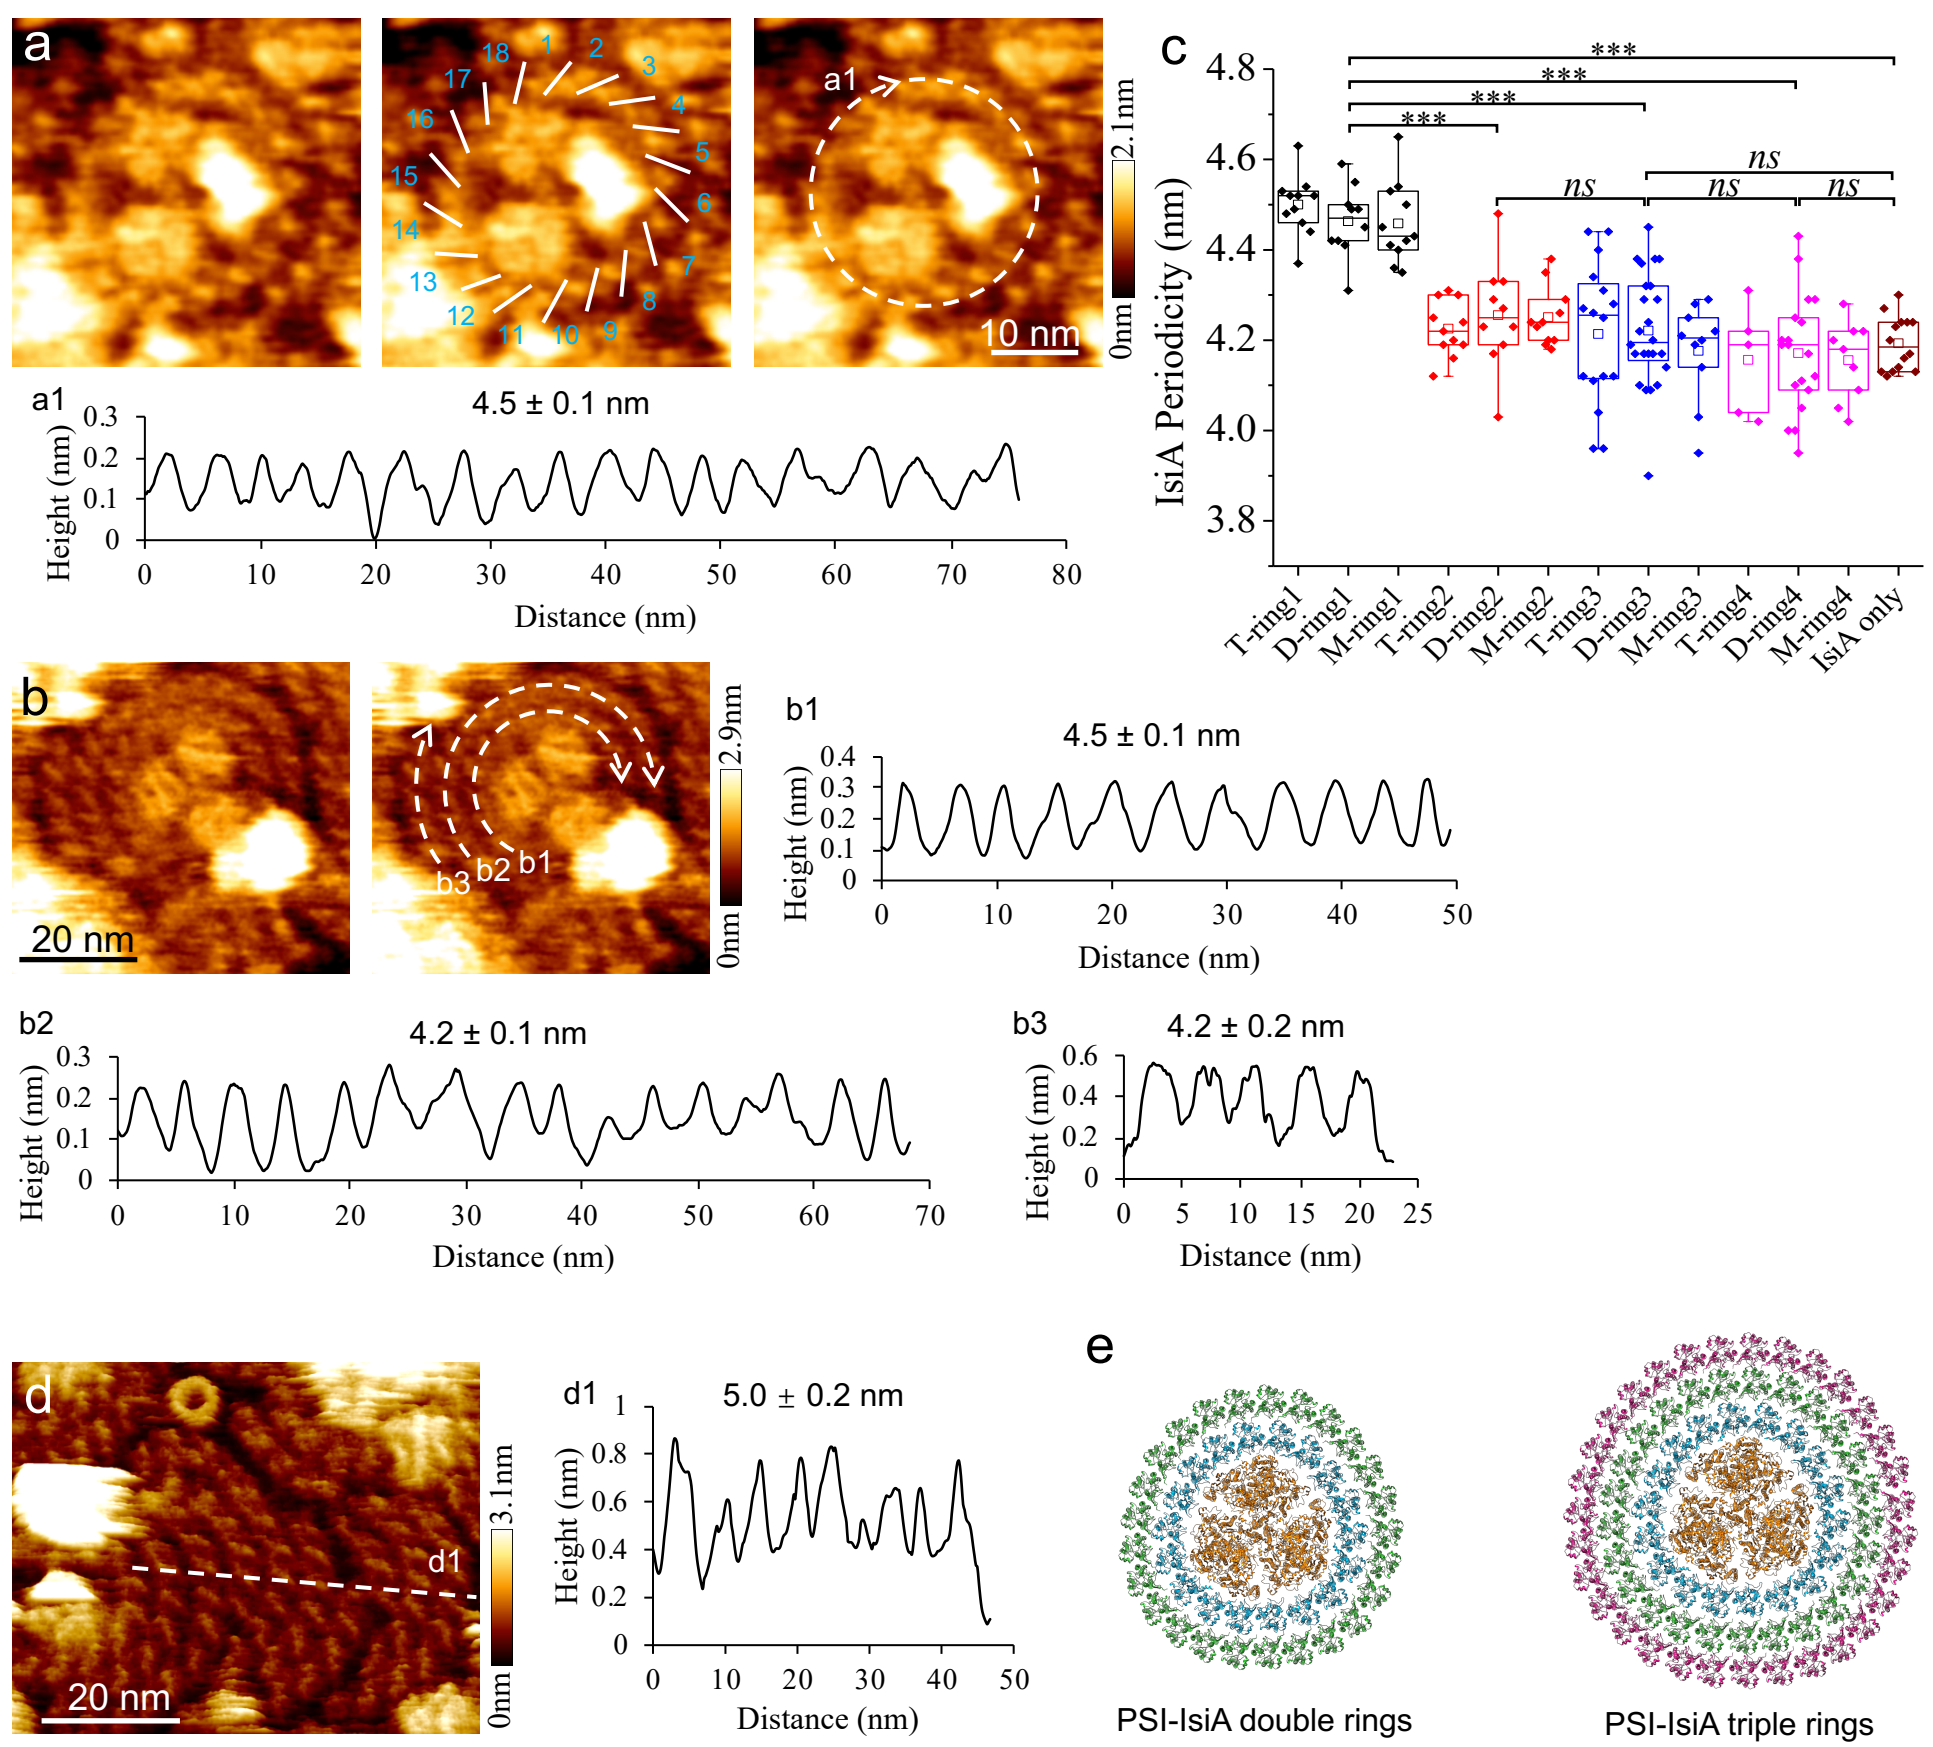 a
1
2
3
4
5
6
7
8
9
10
11
12
13
14
15
16
17
18
a1
10 nm
2.1nm
0nm
a1
4.5 ± 0.1 nm
Height (nm)
0.3
0.2
0.1
0
0 10 20 30 40 50 60 70 80
Distance (nm)
c
IsiA Periodicity (nm)
4.8
4.6
4.4
4.2
4.0
3.8
***
***
***
***
ns
ns
ns
ns
T-ring1
D-ring1
M-ring1
T-ring2
D-ring2
M-ring2
T-ring3
D-ring3
M-ring3
T-ring4
D-ring4
M-ring4
IsiA only
b
20 nm
b3
b2
b1
2.9nm
0nm
b1
4.5 ± 0.1 nm
Height (nm)
0.4
0.3
0.2
0.1
0
0 10 20 30 40 50
Distance (nm)
b2
4.2 ± 0.1 nm
Height (nm)
0.3
0.2
0.1
0
0 10 20 30 40 50 60 70
Distance (nm)
b3
4.2 ± 0.2 nm
Height (nm)
0.6
0.4
0.2
0
0 5 10 15 20 25
Distance (nm)
d
d1
20 nm
3.1nm
0nm
d1
5.0 ± 0.2 nm
Height (nm)
1
0.8
0.6
0.4
0.2
0
0 10 20 30 40 50
Distance (nm)
e
PSI-IsiA double rings
PSI-IsiA triple rings